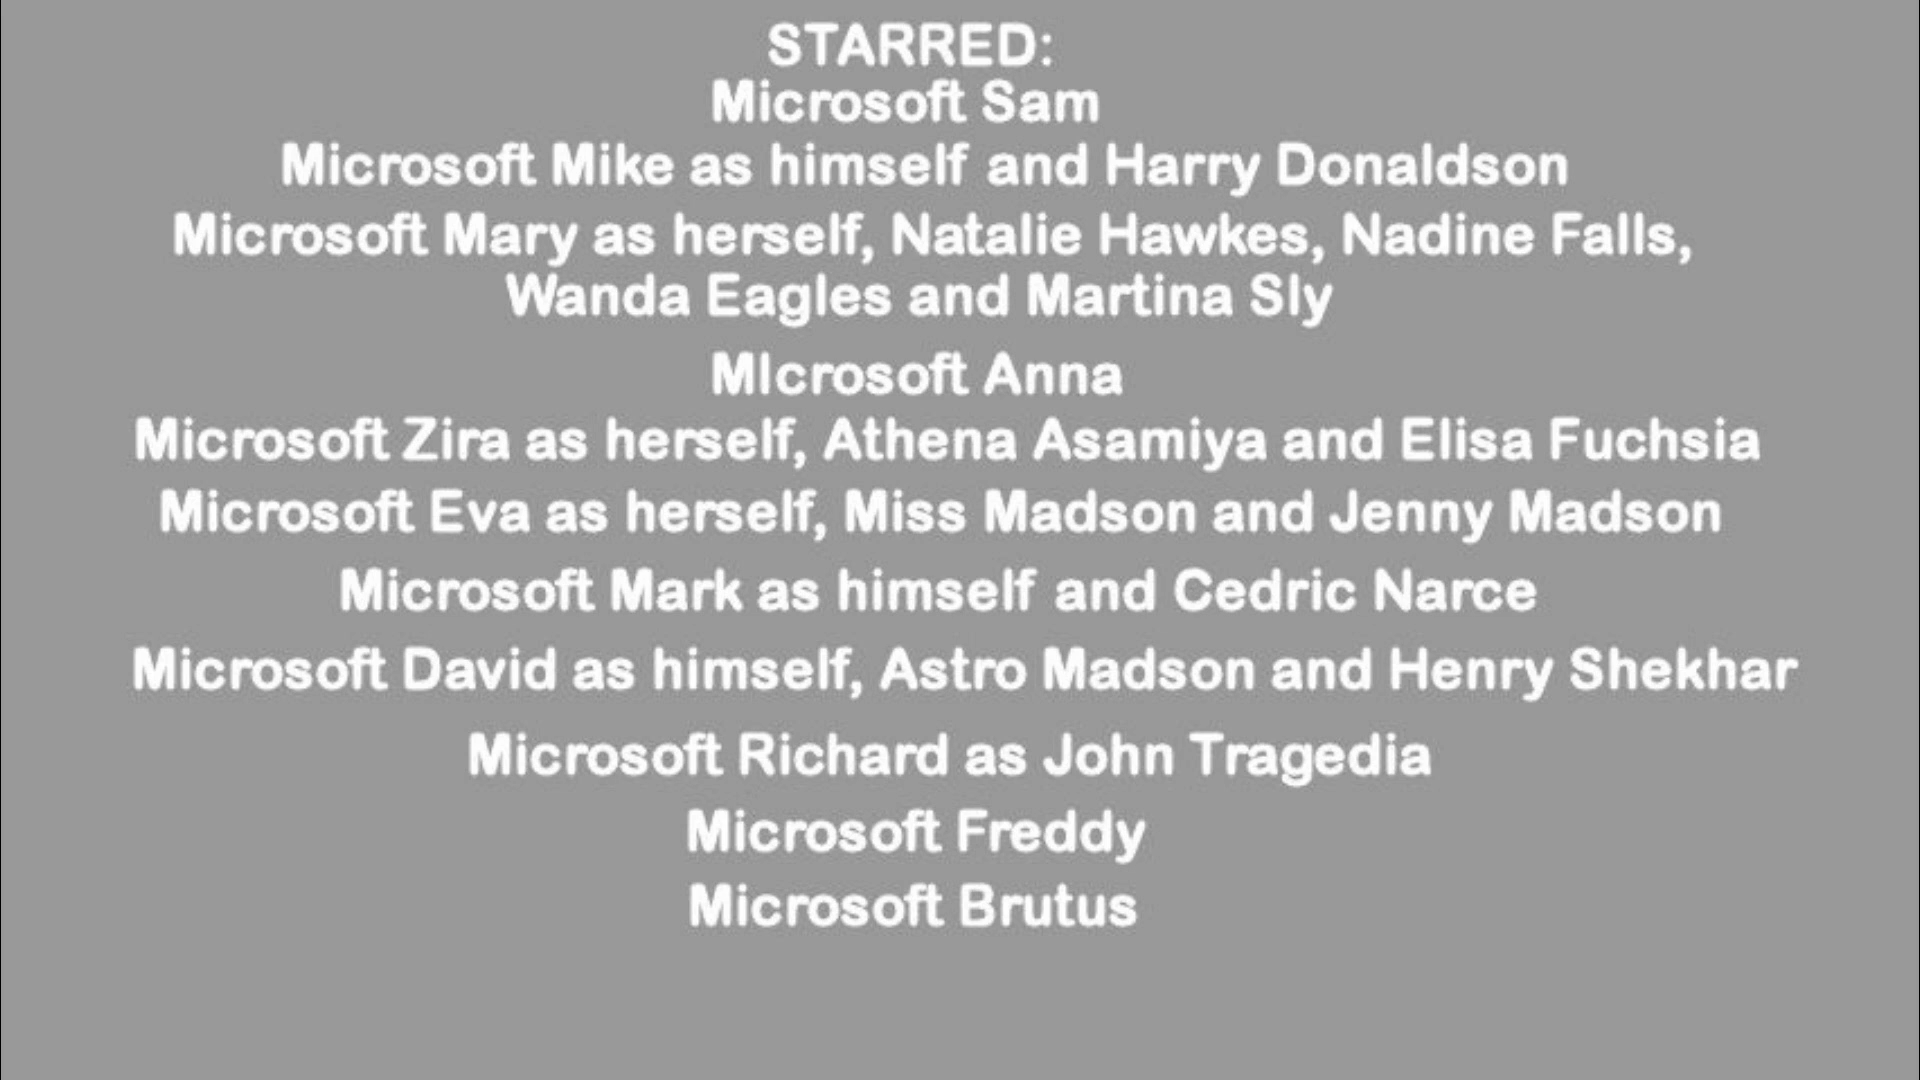 STARRED:
Microsoft Sam
Microsoft Mike as himself and Harry Donaldson
Microsoft Mary as herself, Natalie Hawkes, Nadine Falls,
Wanda Eagles and Martina Sly
MIcrosoft Anna
Microsoft Zira as herself, Athena Asamiya and Elisa Fuchsia
Microsoft Eva as herself, Miss Madson and Jenny Madson
Microsoft Mark as himself and Cedric Narce
Microsoft David as himself, Astro Madson and Henry Shekhar
Microsoft Richard as John Tragedia
Microsoft Freddy
Microsoft Brutus